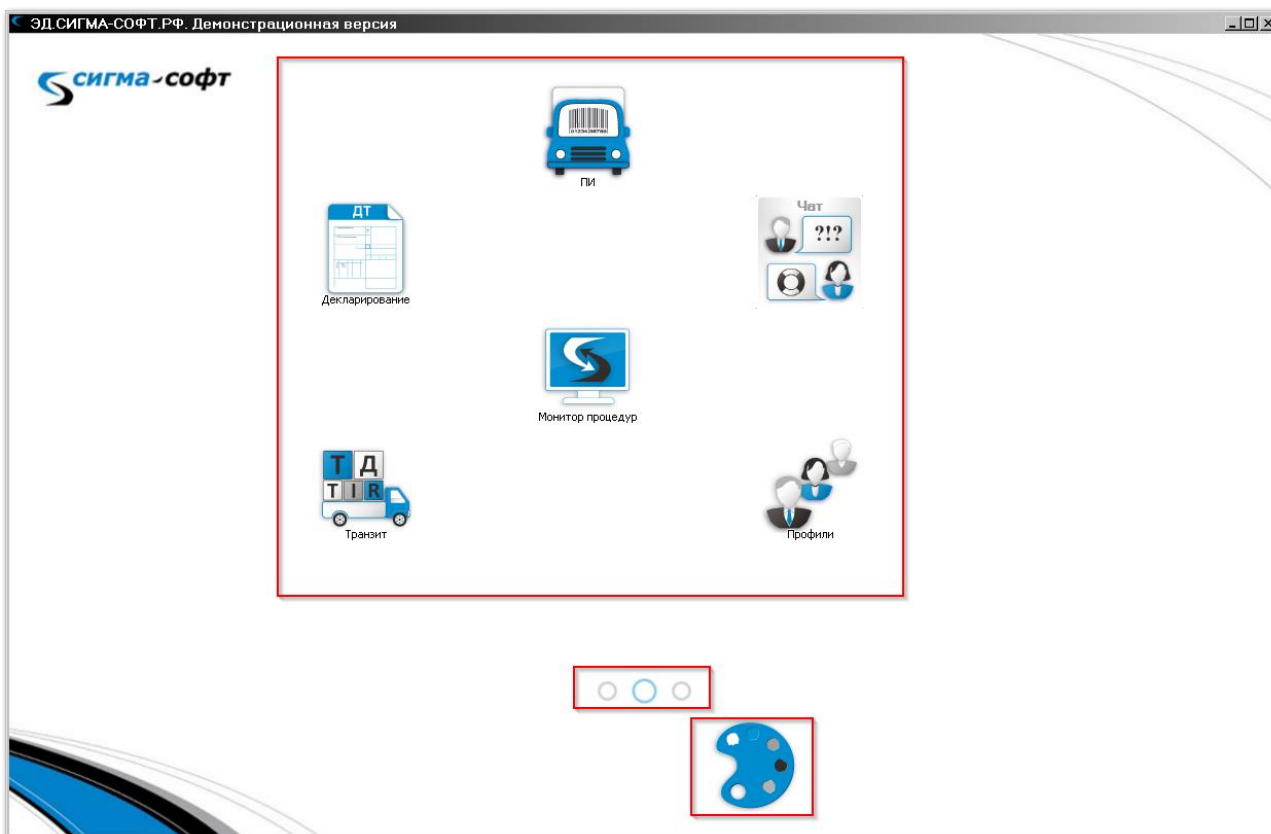 ЭД.СИГМА-СОФТ.РФ. Демонстрационная версия
сигма-софт
ПИ
ДТ
Чат
?!?
Декларирование
Монитор процедур
Т Д
T I R
Транзит
Профили